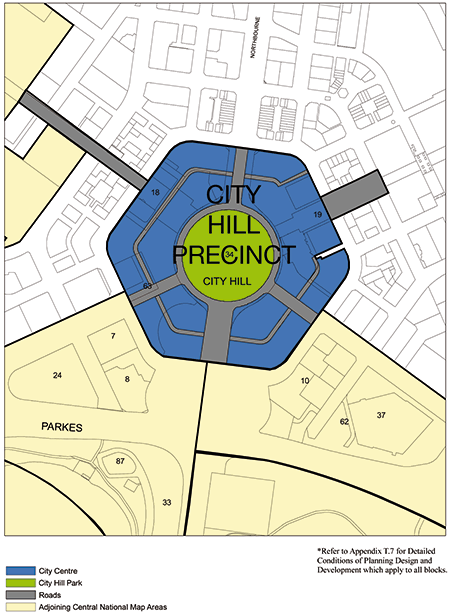 NORTHBOURNE
18
CITY
HILL
PRECINCT
19
34
CITY HILL
63
7
24
8
10
37
62
PARKES
87
33
*Refer to Appendix T.7 for Detailed
Conditions of Planning Design and
Development which apply to all blocks.
City Centre
City Hill Park
Roads
Adjoining Central National Map Areas